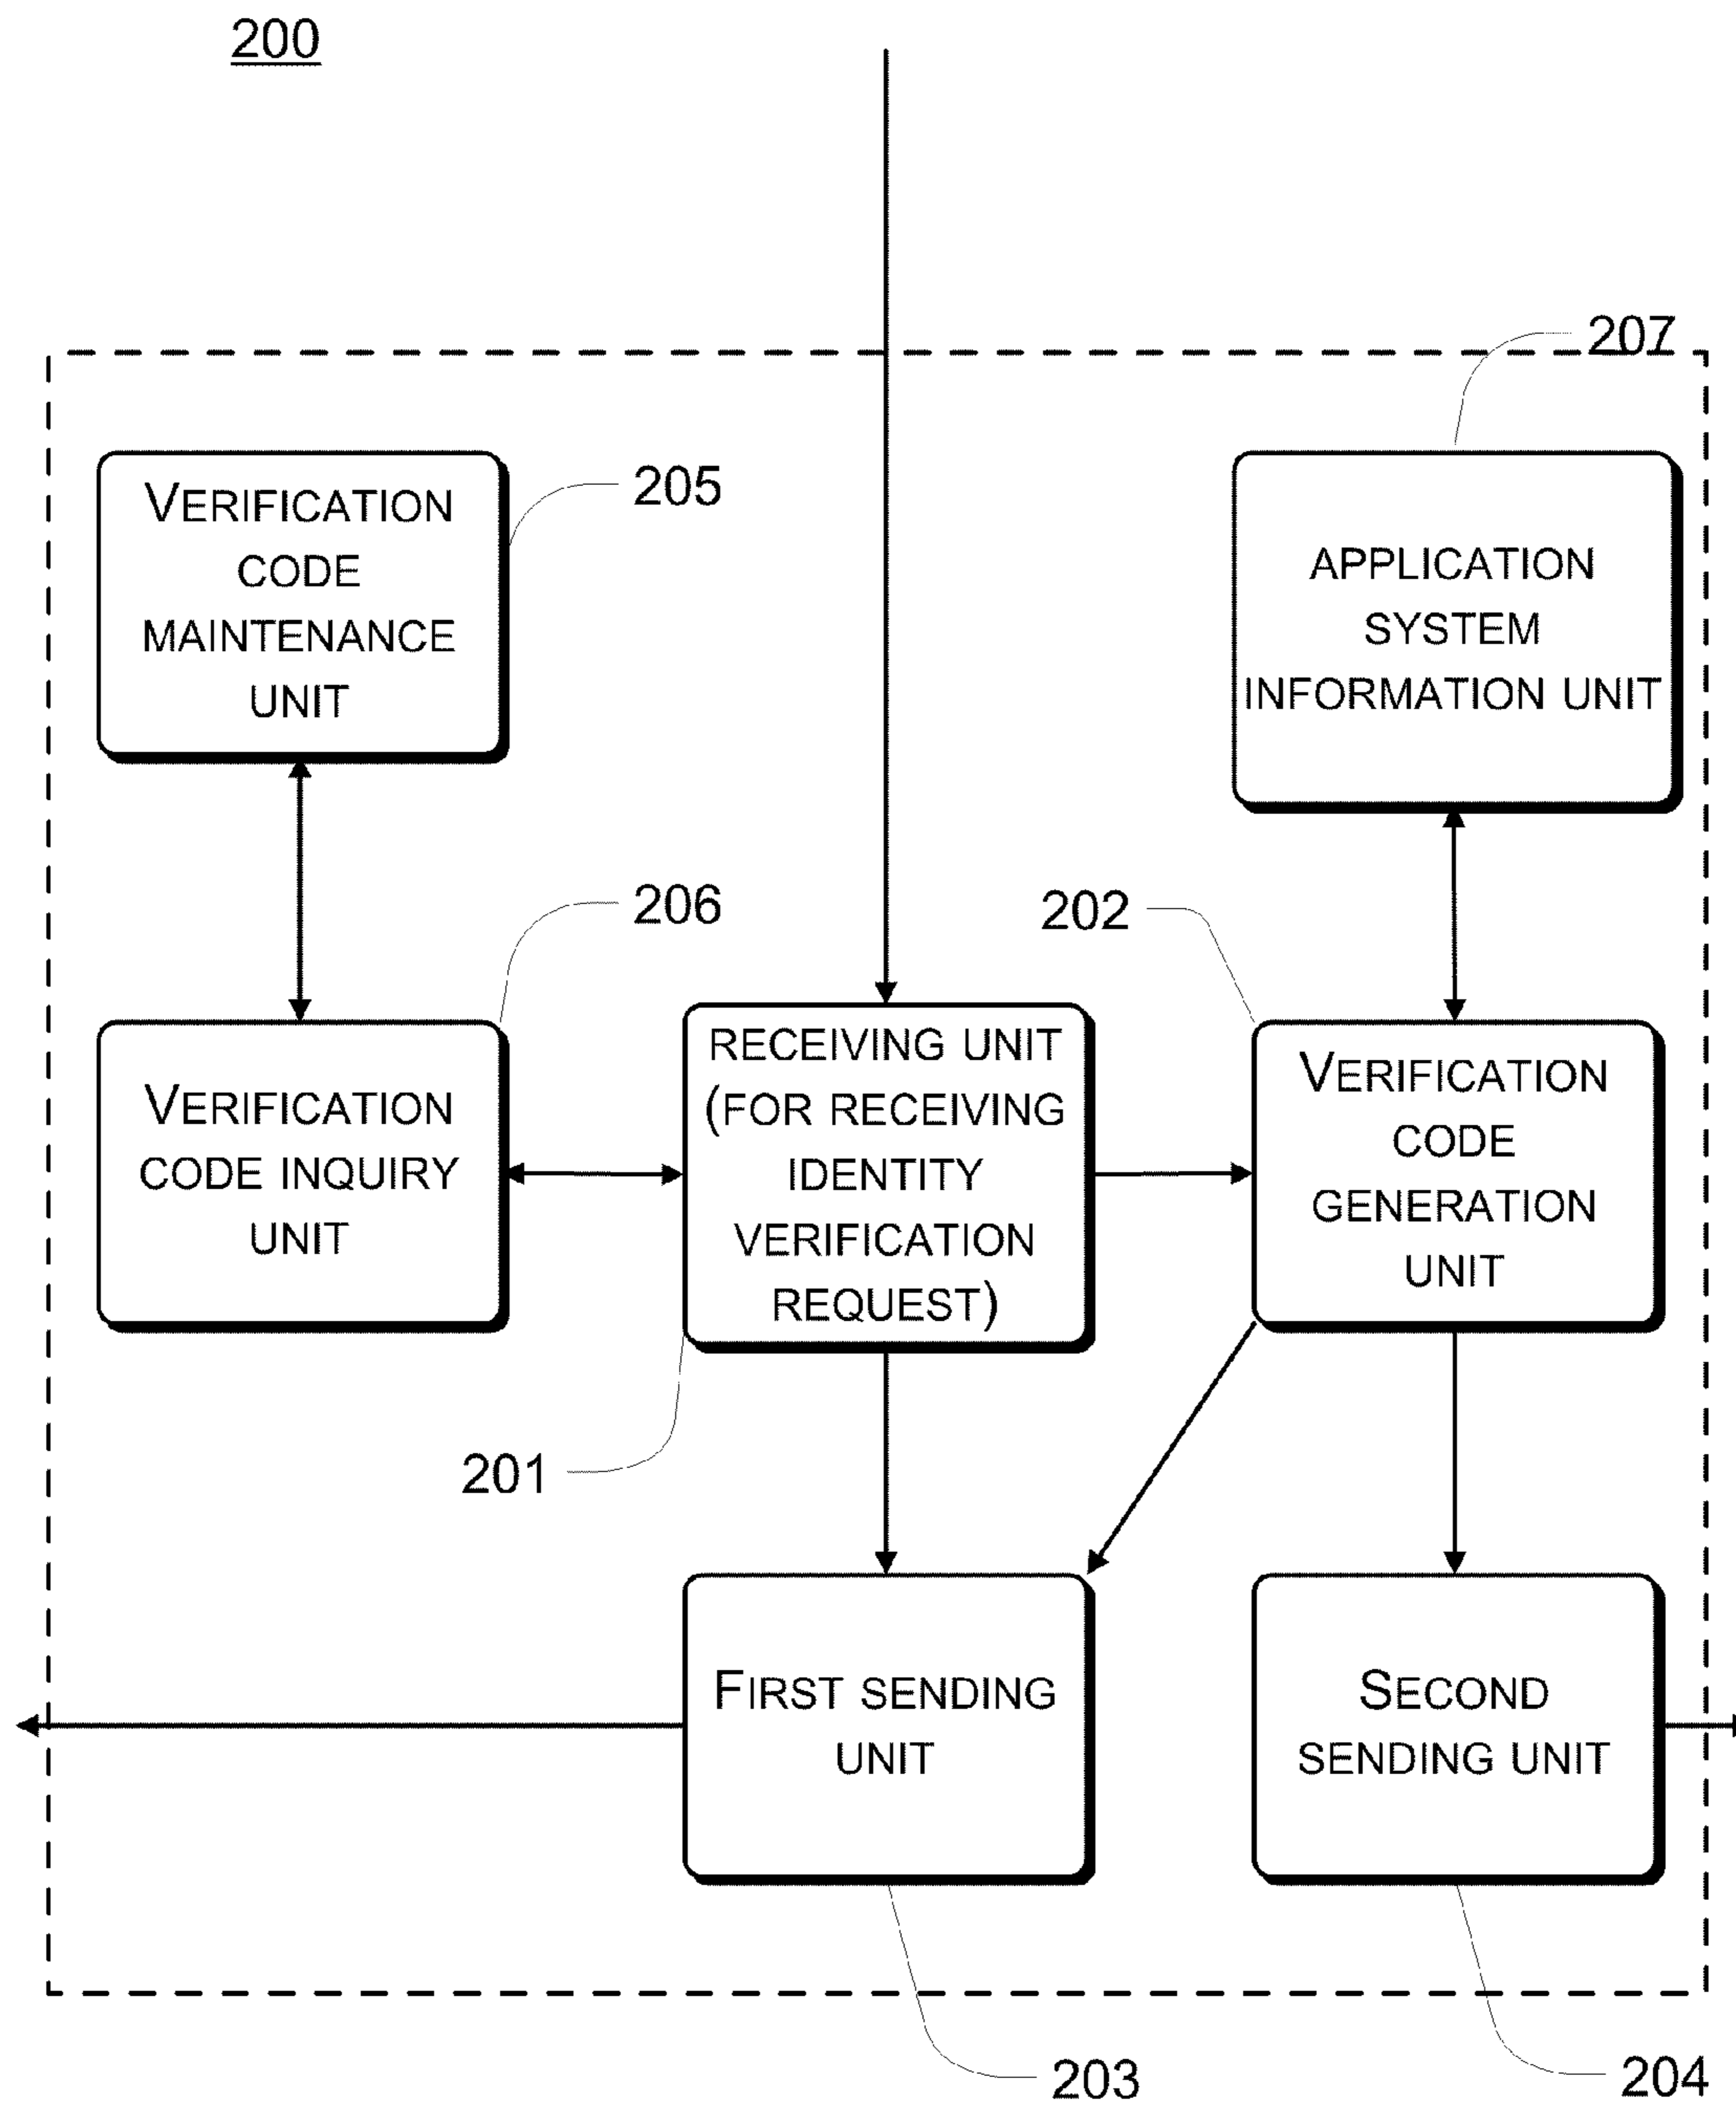 200
207
VERIFICATION
CODE
MAINTENANCE
UNIT
205
APPLICATION
SYSTEM
INFORMATION UNIT
206
202
VERIFICATION
CODE INQUIRY
UNIT
RECEIVING UNIT
(FOR RECEIVING
IDENTITY
VERIFICATION
REQUEST)
VERIFICATION
CODE
GENERATION
UNIT
201
FIRST SENDING
UNIT
SECOND
SENDING UNIT
203
204